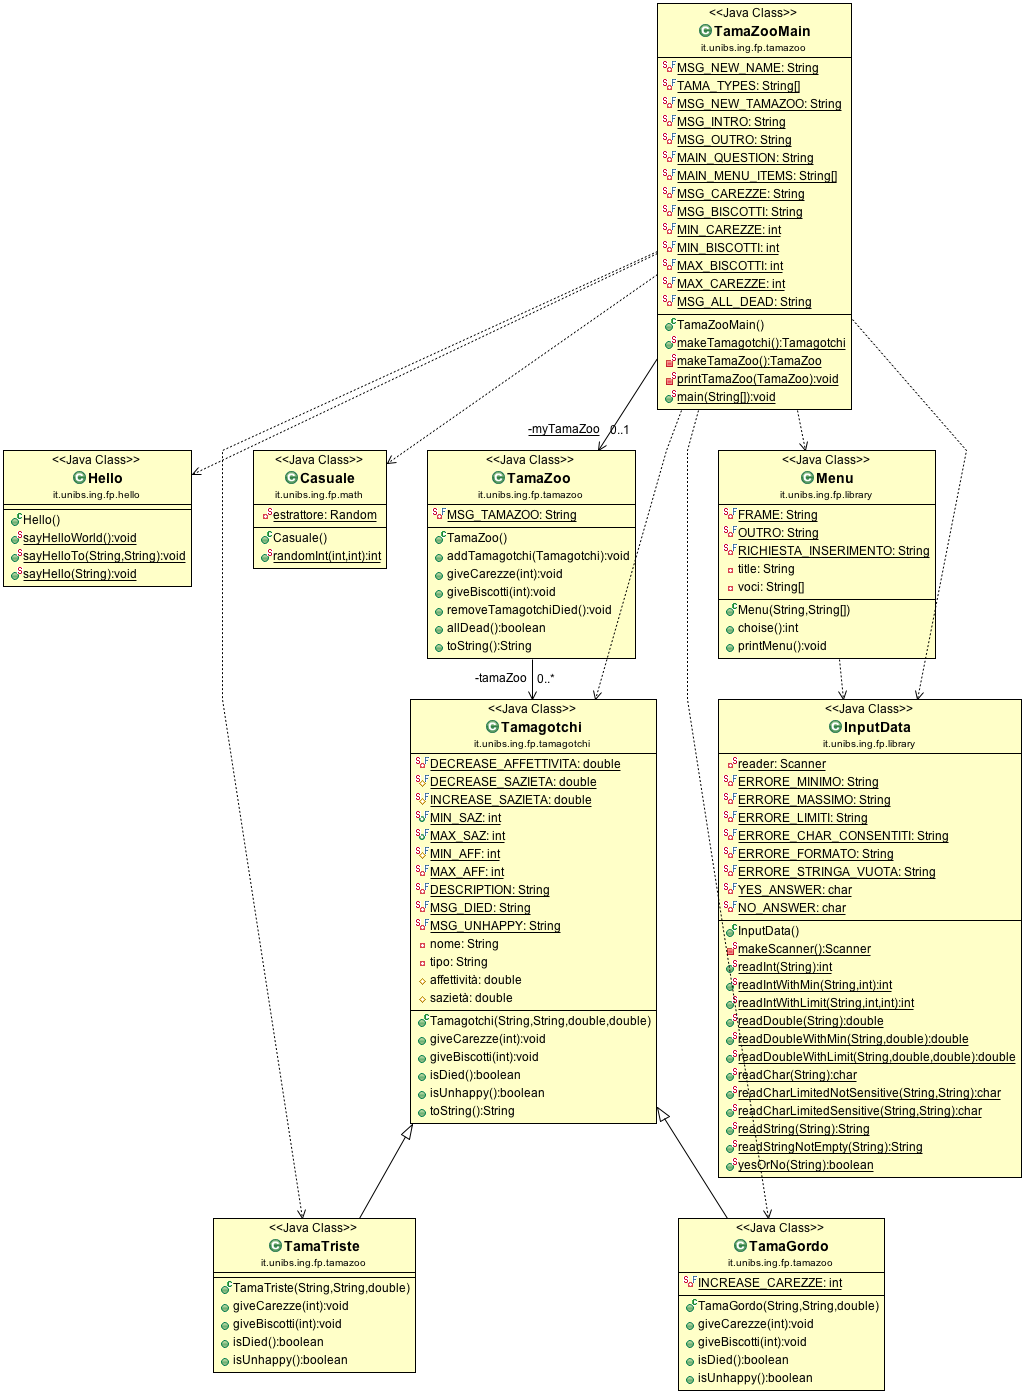 <<Java Class>>
TamaZooMain
it.unibs.ing.fp.tamazoo
MSG_NEW_NAME: String
TAMA_TYPES: String[]
MSG_NEW_TAMAZOO: String
MSG_INTRO: String
MSG_OUTRO: String
MAIN_QUESTION: String
MAIN_MENU_ITEMS: String[]
MSG_CAREZZE: String
MSG_BISCOTTI: String
MIN_CAREZZE: int
MIN_BISCOTTI: int
MAX_BISCOTTI: int
MAX_CAREZZE: int
MSG_ALL_DEAD: String
TamaZooMain()
makeTamagotchi():Tamagotchi
makeTamaZoo():TamaZoo
printTamaZoo(TamaZoo):void
main(String[]):void
-myTamaZoo 0..1
<<Java Class>>
Hello
it.unibs.ing.fp.hello
Hello()
sayHelloWorld():void
sayHelloTo(String,String):void
sayHello(String):void
<<Java Class>>
Casuale
it.unibs.ing.fp.math
estrattore: Random
Casuale()
randomInt(int,int):int
<<Java Class>>
TamaZoo
it.unibs.ing.fp.tamazoo
MSG_TAMAZOO: String
TamaZoo()
addTamagotchi(Tamagotchi):void
giveCarezze(int):void
giveBiscotti(int):void
removeTamagotchiDied():void
allDead():boolean
toString():String
<<Java Class>>
Menu
it.unibs.ing.fp.library
FRAME: String
OUTRO: String
RICHIESTA_INSERIMENTO: String
title: String
voci: String[]
Menu(String,String[])
choise():int
printMenu():void
-tamaZoo 0..*
<<Java Class>>
Tamagotchi
it.unibs.ing.fp.tamagotchi
DECREASE_AFFETTIVITA: double
DECREASE_SAZIETA: double
INCREASE_SAZIETA: double
MIN_SAZ: int
MAX_SAZ: int
MIN_AFF: int
MAX_AFF: int
DESCRIPTION: String
MSG_DIED: String
MSG_UNHAPPY: String
nome: String
tipo: String
affettività: double
sazietà: double
Tamagotchi(String,String,double,double)
giveCarezze(int):void
giveBiscotti(int):void
isDied():boolean
isUnhappy():boolean
toString():String
<<Java Class>>
InputData
it.unibs.ing.fp.library
reader: Scanner
ERRORE_MINIMO: String
ERRORE_MASSIMO: String
ERRORE_LIMITI: String
ERRORE_CHAR_CONSENTITI: String
ERRORE_FORMATO: String
ERRORE_STRINGA_VUOTA: String
YES_ANSWER: char
NO_ANSWER: char
InputData()
makeScanner():Scanner
readInt(String):int
readIntWithMin(String,int):int
readIntWithLimit(String,int,int):int
readDouble(String):double
readDoubleWithMin(String,double):double
readDoubleWithLimit(String,double,double):double
readChar(String):char
readCharLimitedNotSensitive(String,String):char
readCharLimitedSensitive(String,String):char
readString(String):String
readStringNotEmpty(String):String
yesOrNo(String):boolean
<<Java Class>>
TamaTriste
it.unibs.ing.fp.tamazoo
TamaTriste(String,String,double)
giveCarezze(int):void
giveBiscotti(int):void
isDied():boolean
isUnhappy():boolean
<<Java Class>>
TamaGordo
it.unibs.ing.fp.tamazoo
INCREASE_CAREZZE: int
TamaGordo(String,String,double)
giveCarezze(int):void
giveBiscotti(int):void
isDied():boolean
isUnhappy():boolean